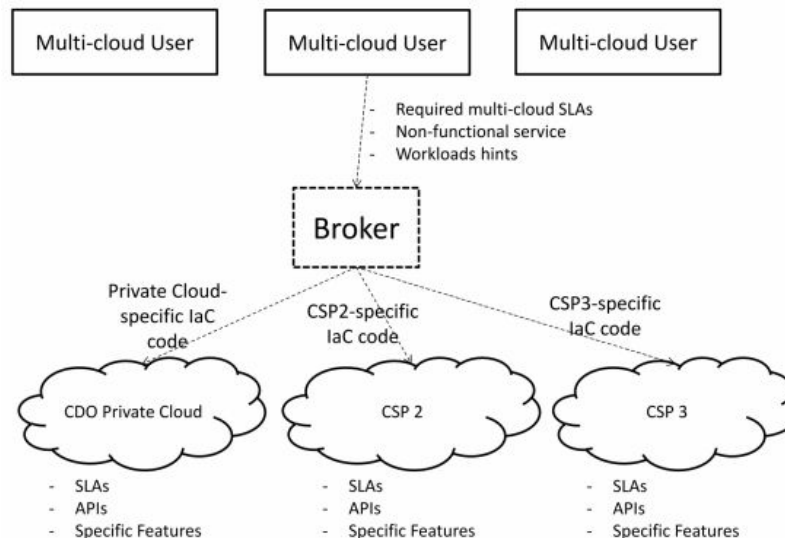 Multi-cloud User
Multi-cloud User
Multi-cloud User
- Required multi-cloud SLAs
- Non-functional service
- Workloads hints
Broker
Private Cloud-
specific IaC
code
CSP2-specific
IaC code
CSP3-specific
IaC code
CDO Private Cloud
CSP 2
CSP 3
- SLAs
- APIs
- Specific Features
- SLAs
- APIs
- Specific Features
- SLAs
- APIs
- Specific Features